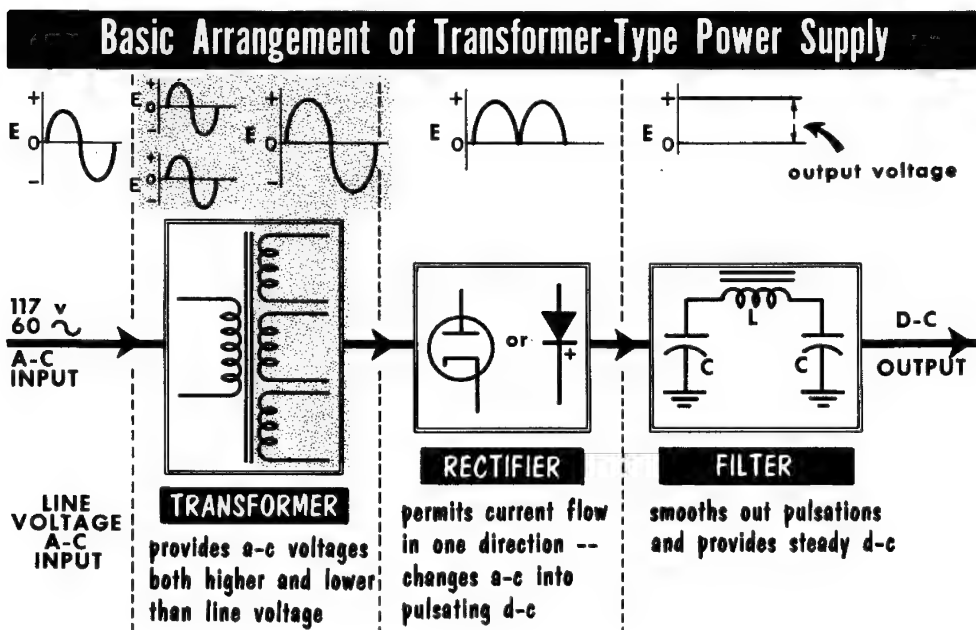 Basic Arrangement of Transformer-Type Power Supply
+
E
0
-
E
+
0
-
E
+
0
-
+
E
0
-
+
E
0
+
E
0
output voltage
117 v
60 ~
A-C
INPUT
or
+
L
C
C
D-C
OUTPUT
LINE
VOLTAGE
A-C
INPUT
TRANSFORMER
provides a-c voltages
both higher and lower
than line voltage
RECTIFIER
permits current flow
in one direction --
changes a-c into
pulsating d-c
FILTER
smooths out pulsations
and provides steady d-c